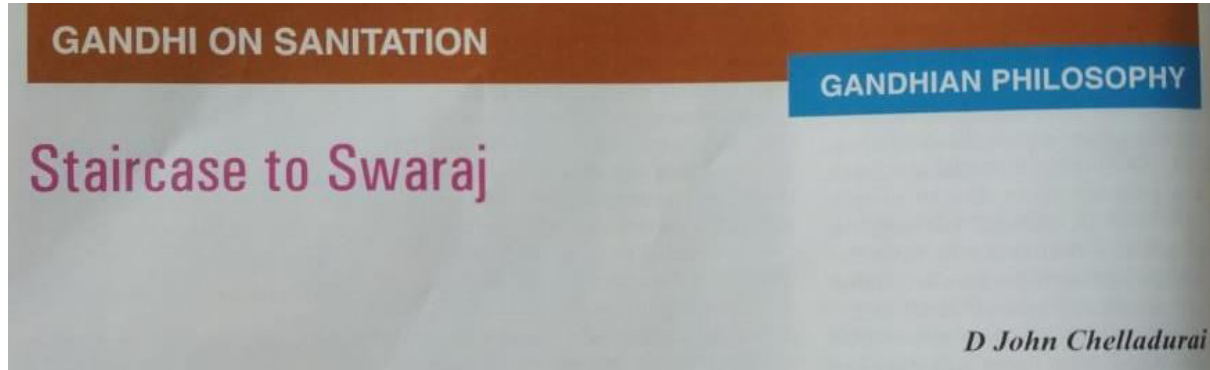 GANDHI ON SANITATION
GANDHIAN PHILOSOPHY
Staircase to Swaraj
D John Chelladurai